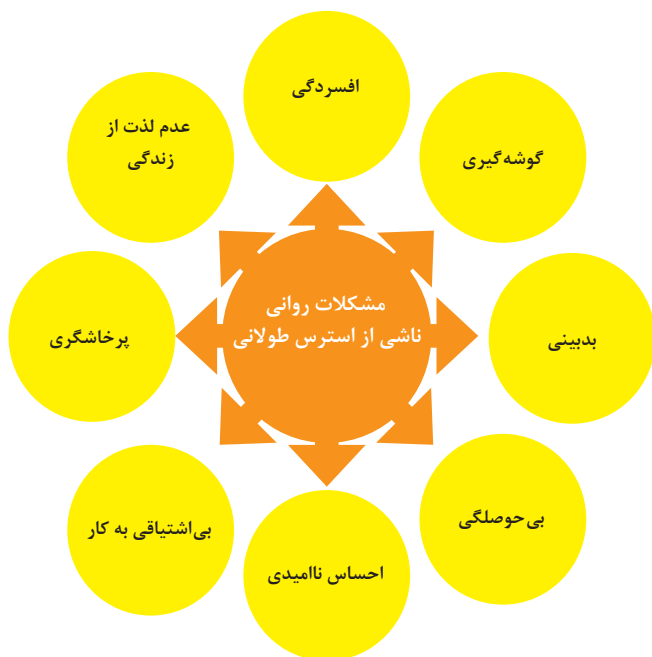 افسردگی
گوشه‌گیری
عدم لذت از
زندگی
مشکلات روانی
ناشی از استرس طولانی
بدبینی
پرخاشگری
بی‌حوصلگی
بی‌اشتیاقی به کار
احساس ناامیدی